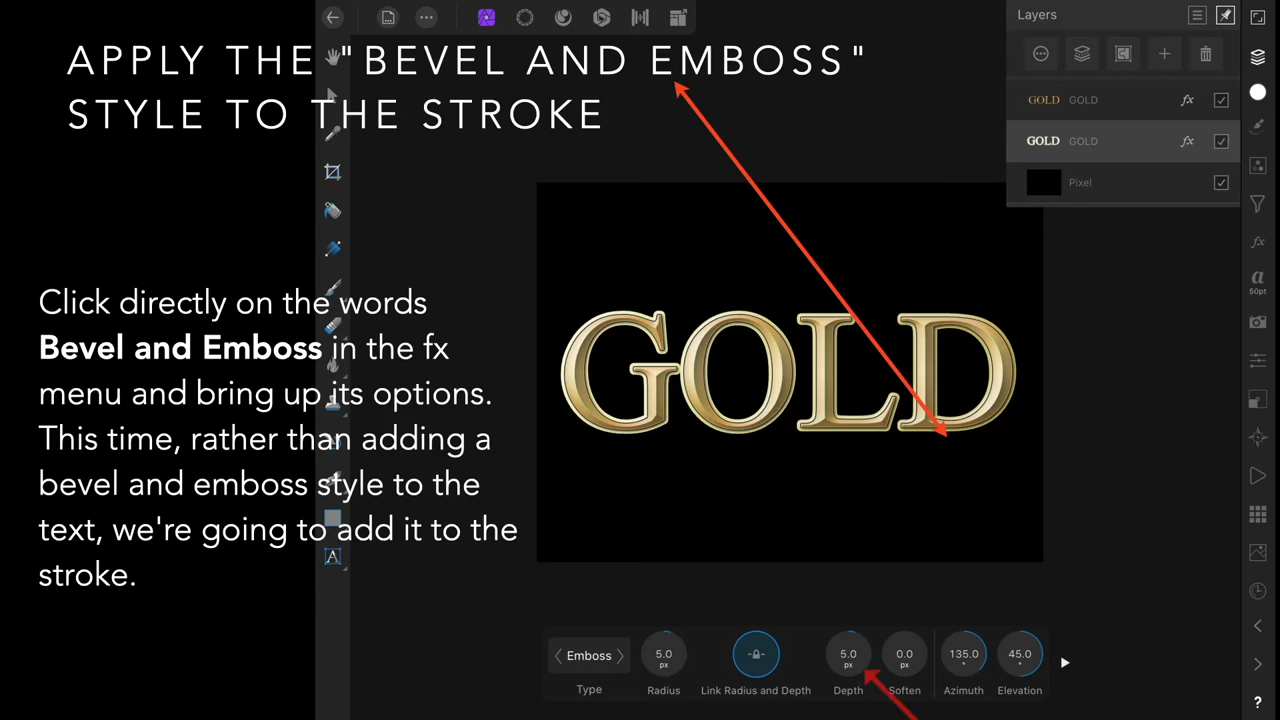 APPLY THE "BEVEL AND EMBOSS"
STYLE TO THE STROKE
Click directly on the words
Bevel and Emboss in the fx
menu and bring up its options.
This time, rather than adding a
bevel and emboss style to the
text, we're going to add it to the
stroke.
Layers
GOLD GOLD fx
GOLD GOLD fx
Pixel
fx
a
50pt
?
GOLD
A
Emboss
Type
5.0
px
Radius
Link Radius and Depth
5.0
px
Depth
0.0
px
Soften
135.0
°
Azimuth
45.0
°
Elevation